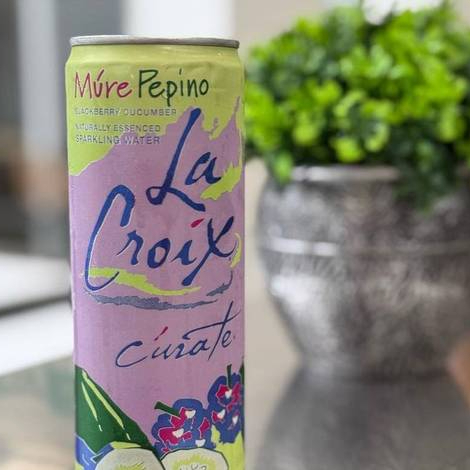 Múre Pepino
BLACKBERRY CUCUMBER
NATURALLY ESSENCED
SPARKLING WATER
La
Croix
cúrate